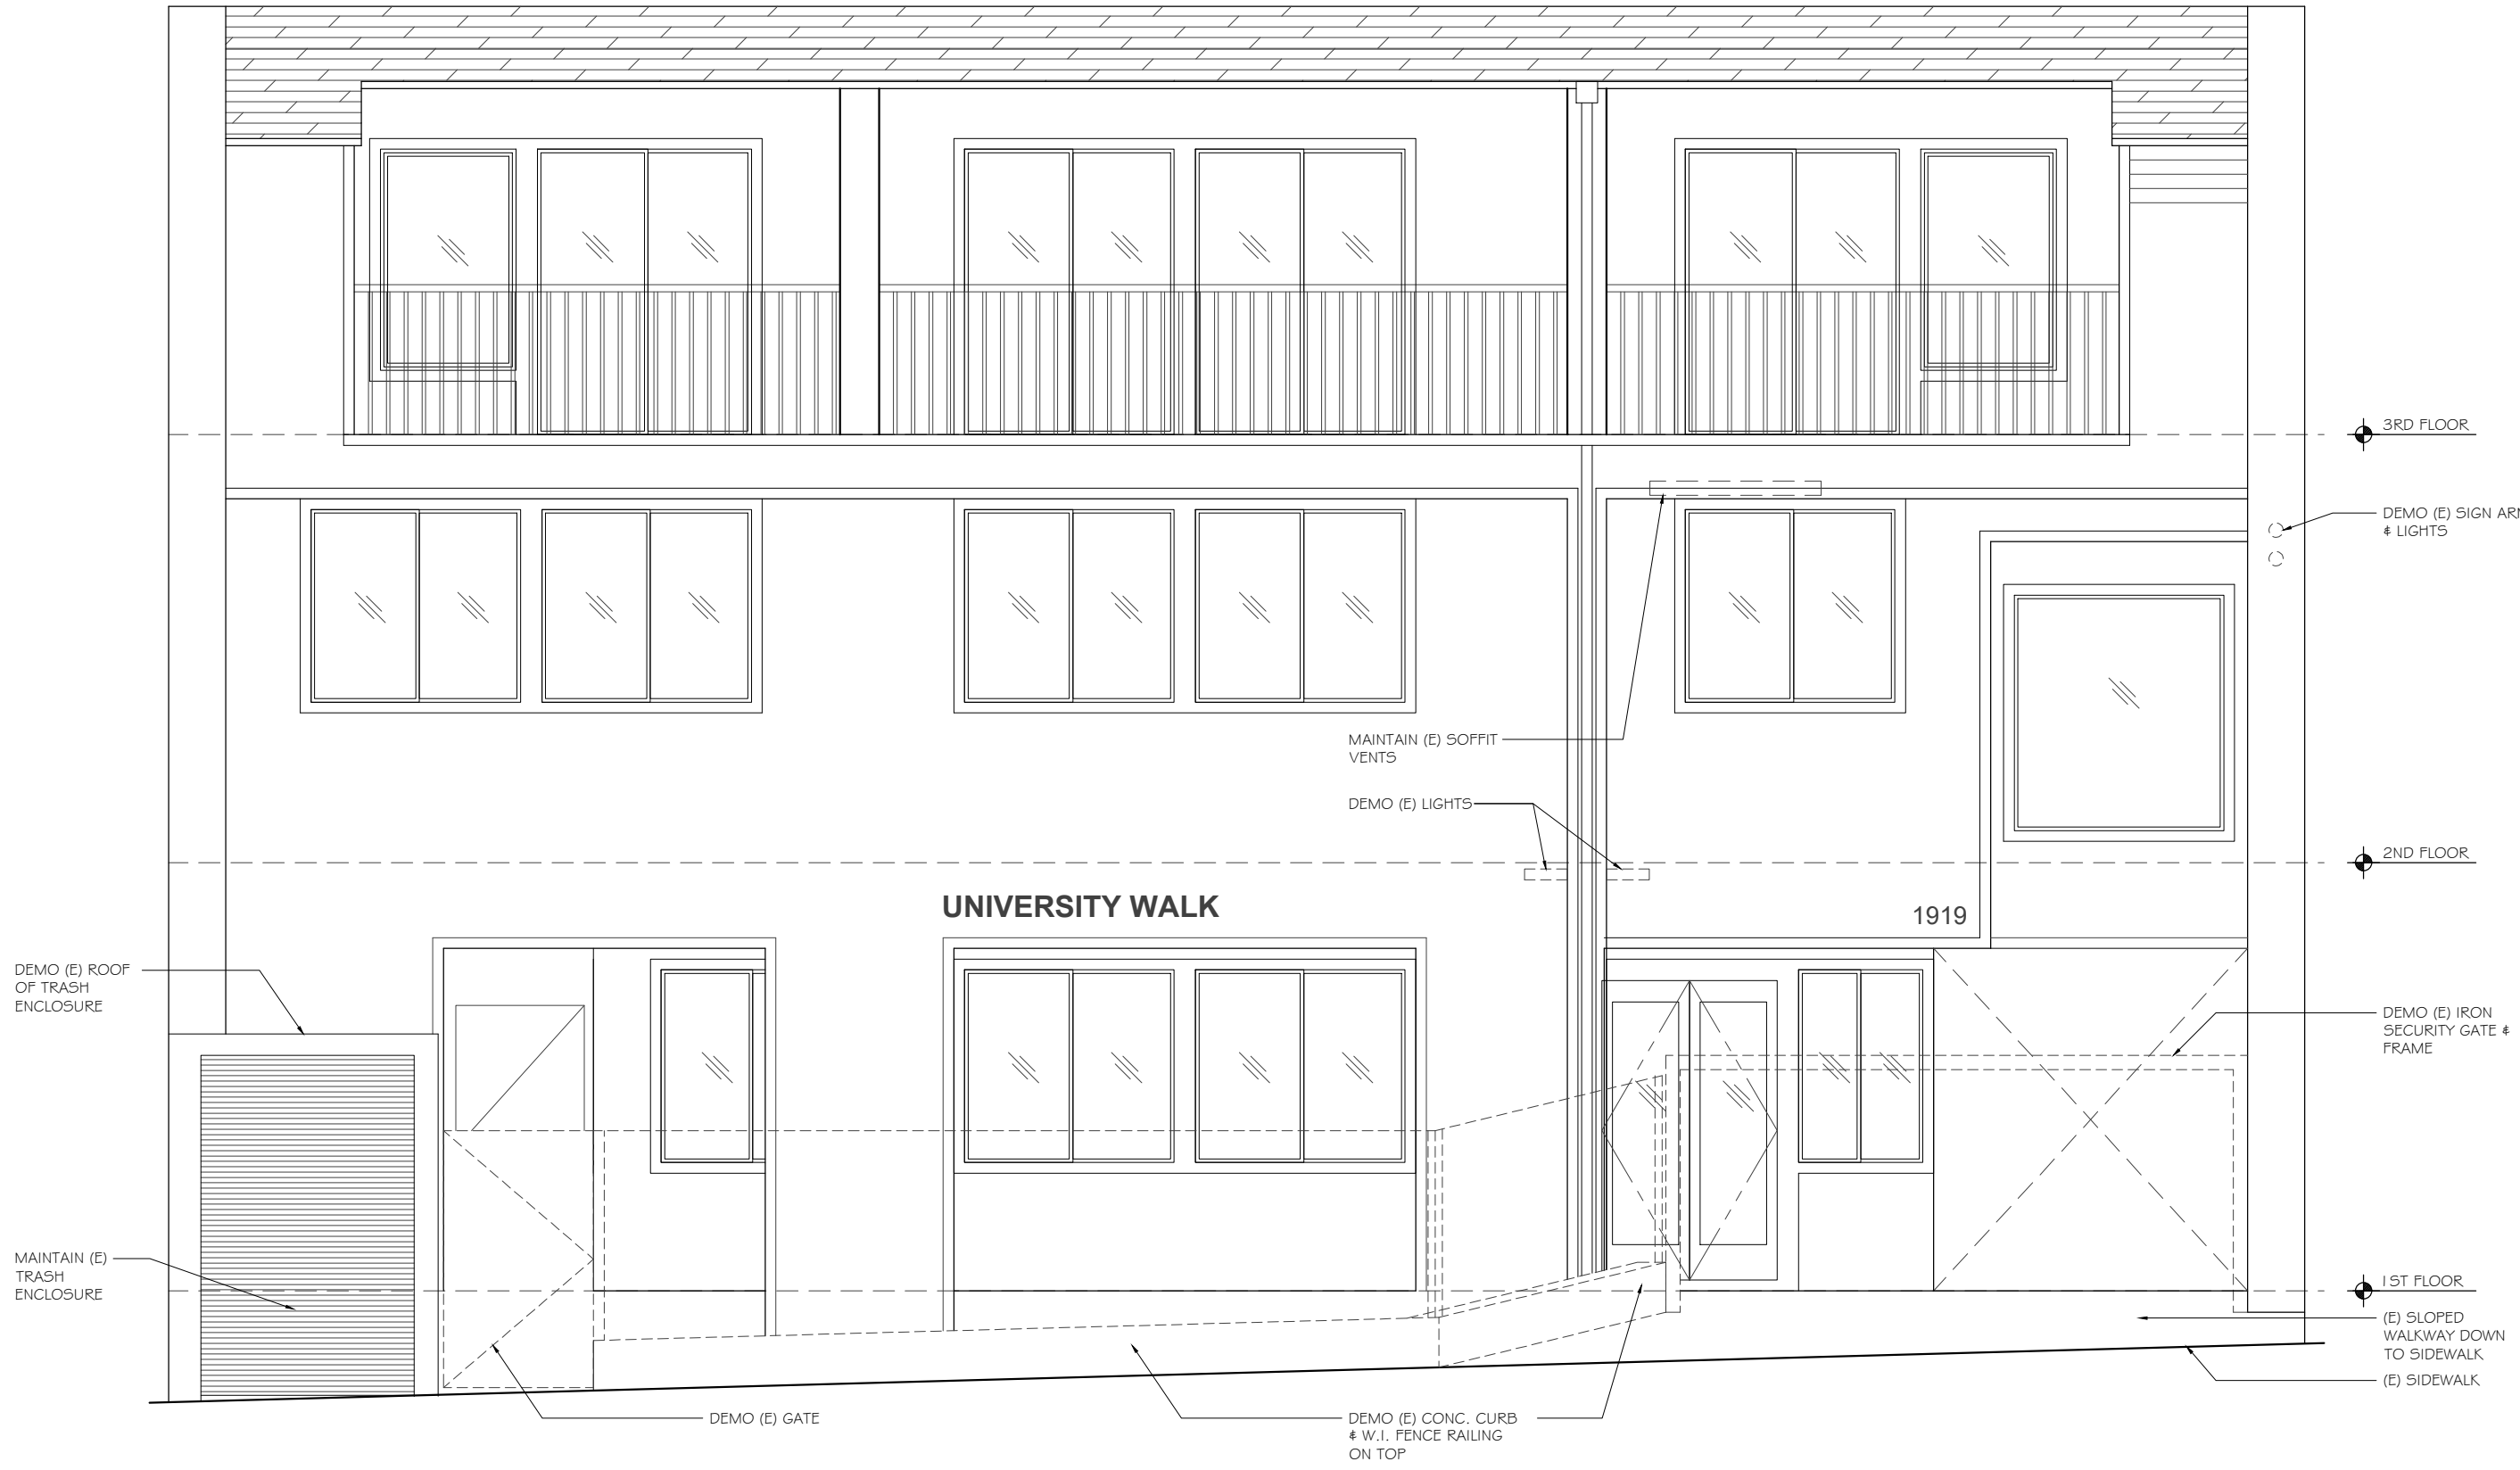 3RD FLOOR
DEMO (E) SIGN
& LIGHTS
MAINTAIN (E) SOFFIT
VENTS
DEMO (E) LIGHTS
2ND FLOOR
UNIVERSITY WALK
1919
DEMO (E) ROOF
OF TRASH
ENCLOSURE
DEMO (E) IRON
SECURITY GATE &
FRAME
MAINTAIN (E)
TRASH
ENCLOSURE
1ST FLOOR
(E) SLOPED
WALKWAY DOWN
TO SIDEWALK
(E) SIDEWALK
DEMO (E) GATE
DEMO (E) CONC. CURB
& W.I. FENCE RAILING
ON TOP